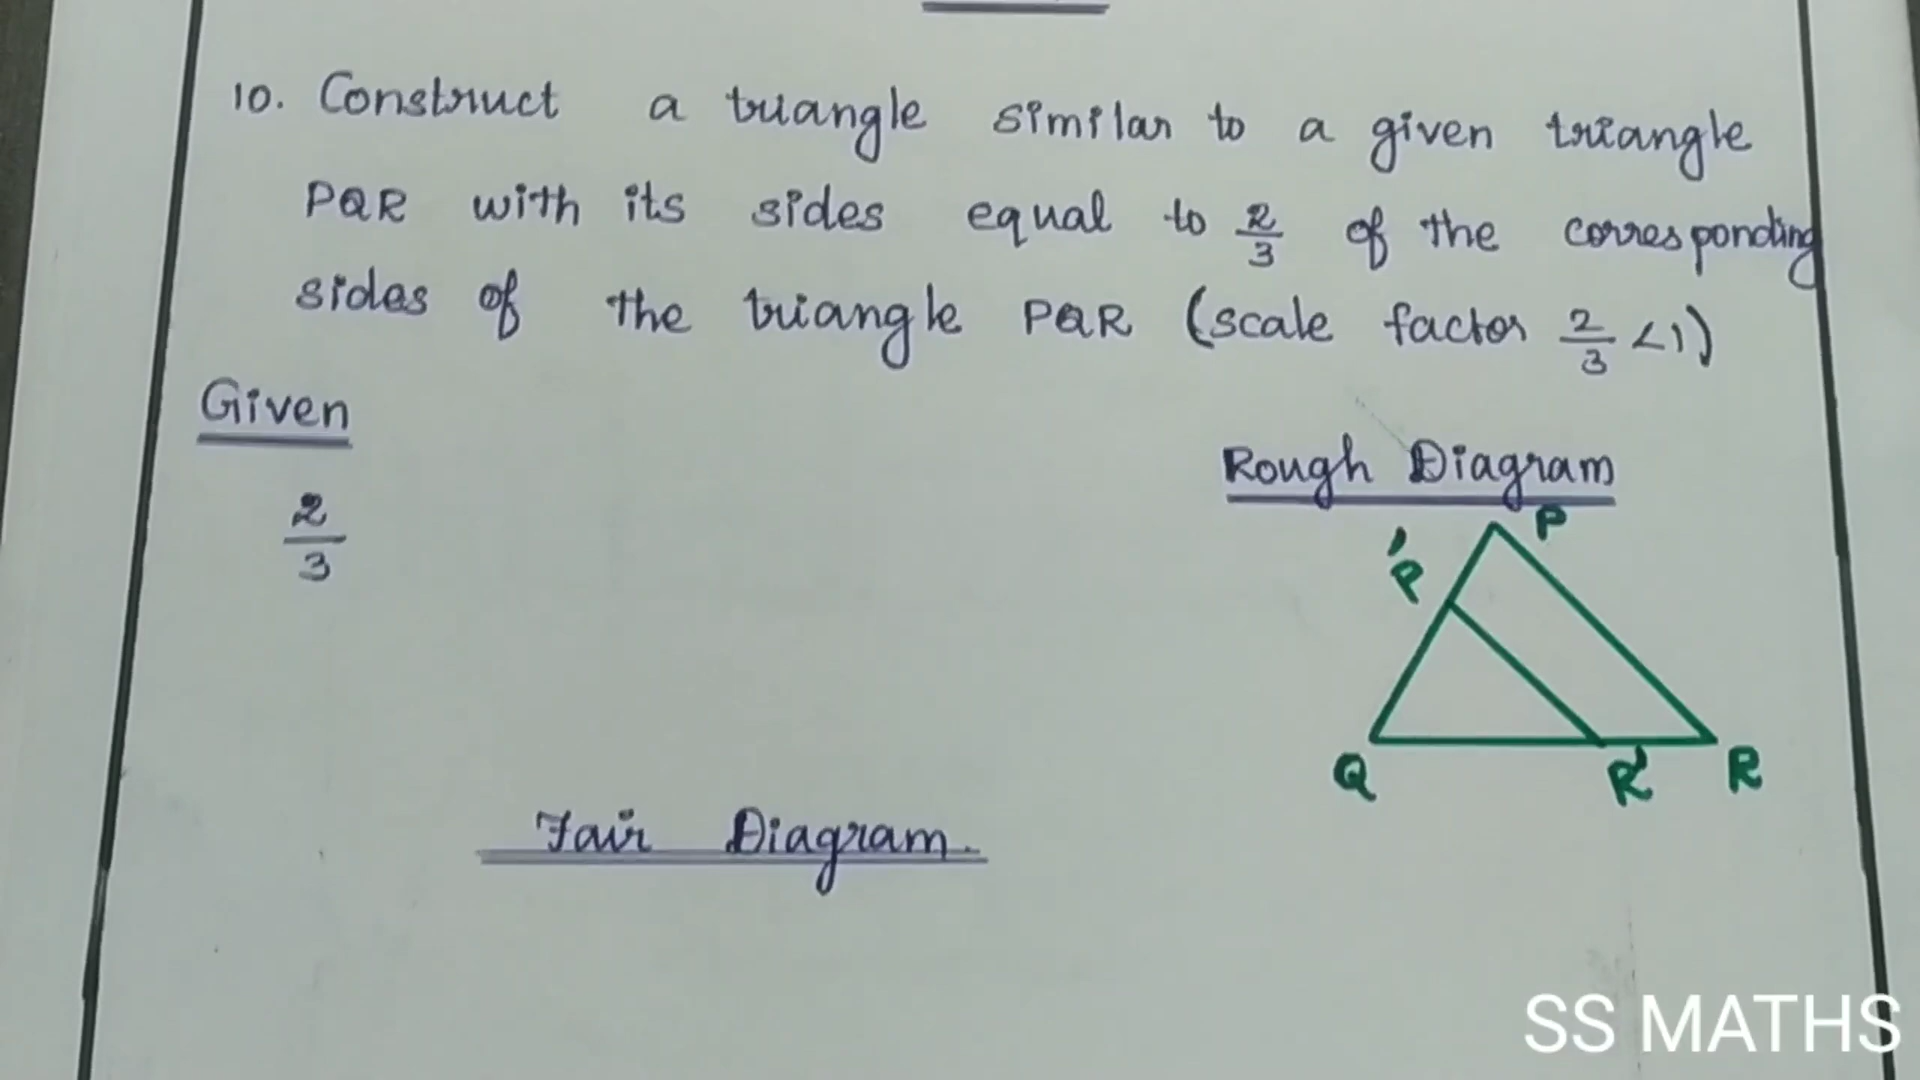 10. Construct a triangle similar to a given triangle
PQR with its sides equal to 2/3 of the corresponding
sides of the triangle PQR (scale factor 2/3 <1)
Given
2/3
Rough Diagram
P
'P
Q
R'
R
Fair Diagram.
SS MATHS